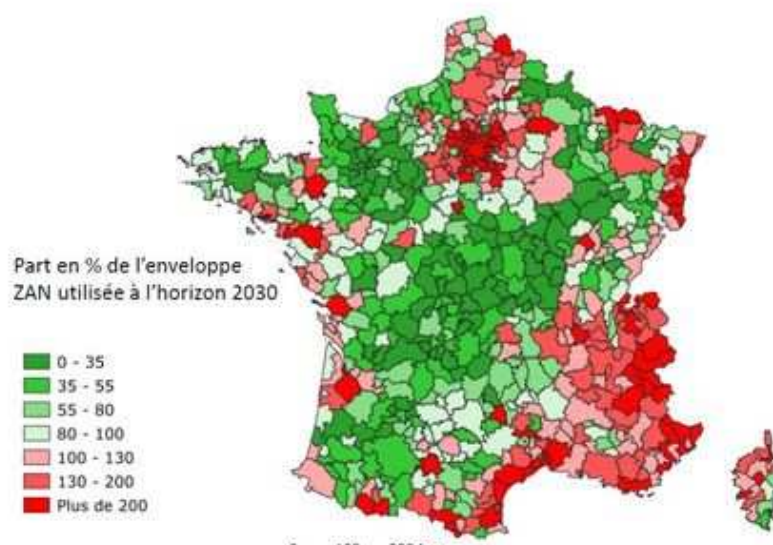 Part en % de l'enveloppe
ZAN utilisée à l'horizon 2030
0 - 35
35 - 55
55 - 80
80 - 100
100 - 130
130 - 200
Plus de 200